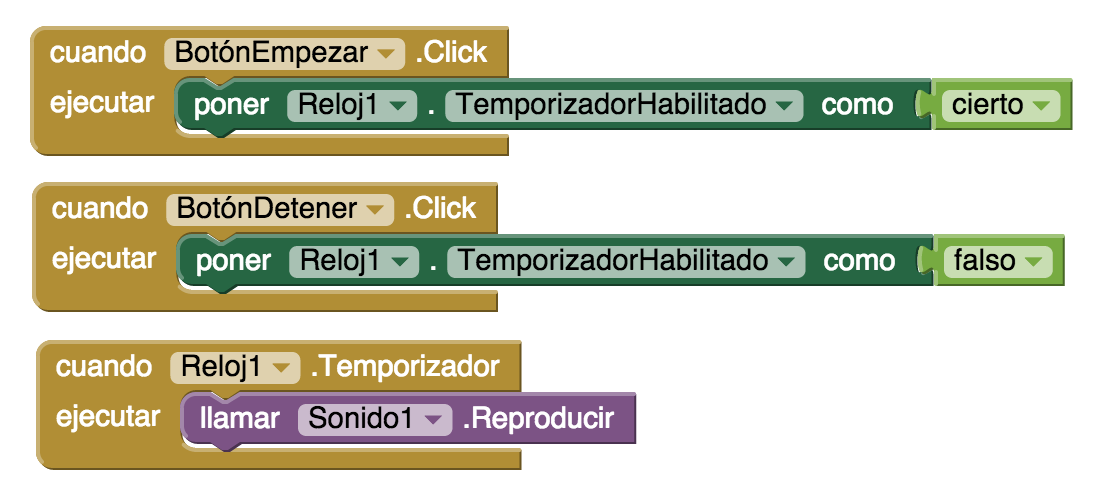 cuando BotónEmpezar .Click
ejecutar poner Reloj1 . TemporizadorHabilitado como cierto
cuando BotónDetener .Click
ejecutar poner Reloj1 . TemporizadorHabilitado como falso
cuando Reloj1 .Temporizador
ejecutar llamar Sonido1 .Reproducir